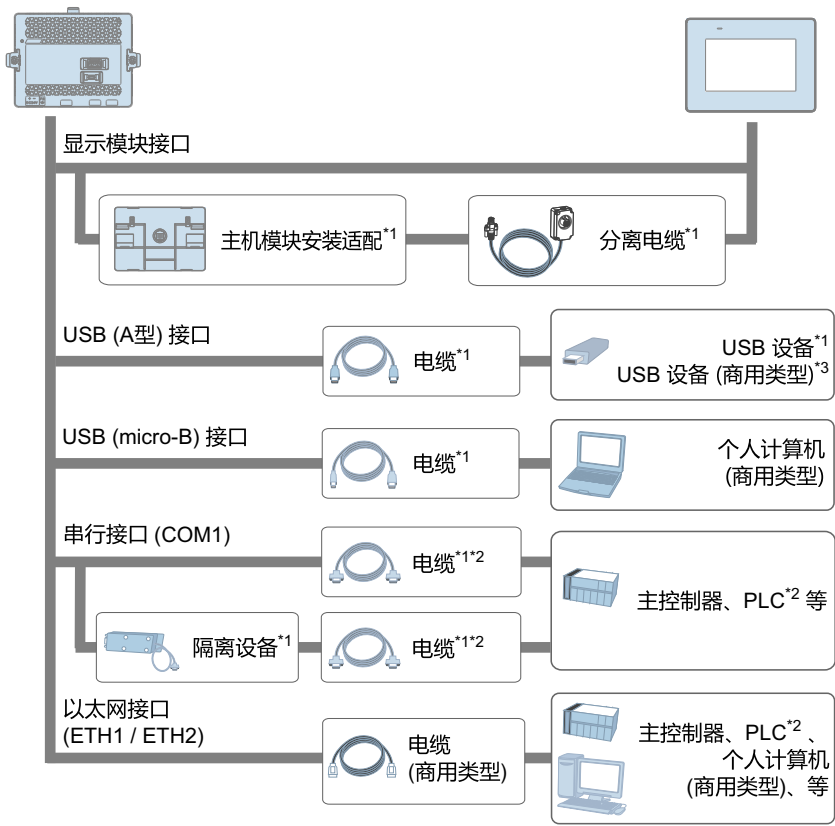 显示模块接口
主机模块安装适配*1
分离电缆*1
USB (A型) 接口
电缆*1
USB 设备*1
USB 设备 (商用类型)*3
USB (micro-B) 接口
电缆*1
个人计算机
(商用类型)
串行接口 (COM1)
电缆*1*2
主控制器、PLC*2 等
隔离设备*1
电缆*1*2
以太网接口
(ETH1 / ETH2)
电缆
(商用类型)
主控制器、PLC*2 、
个人计算机
(商用类型)、等